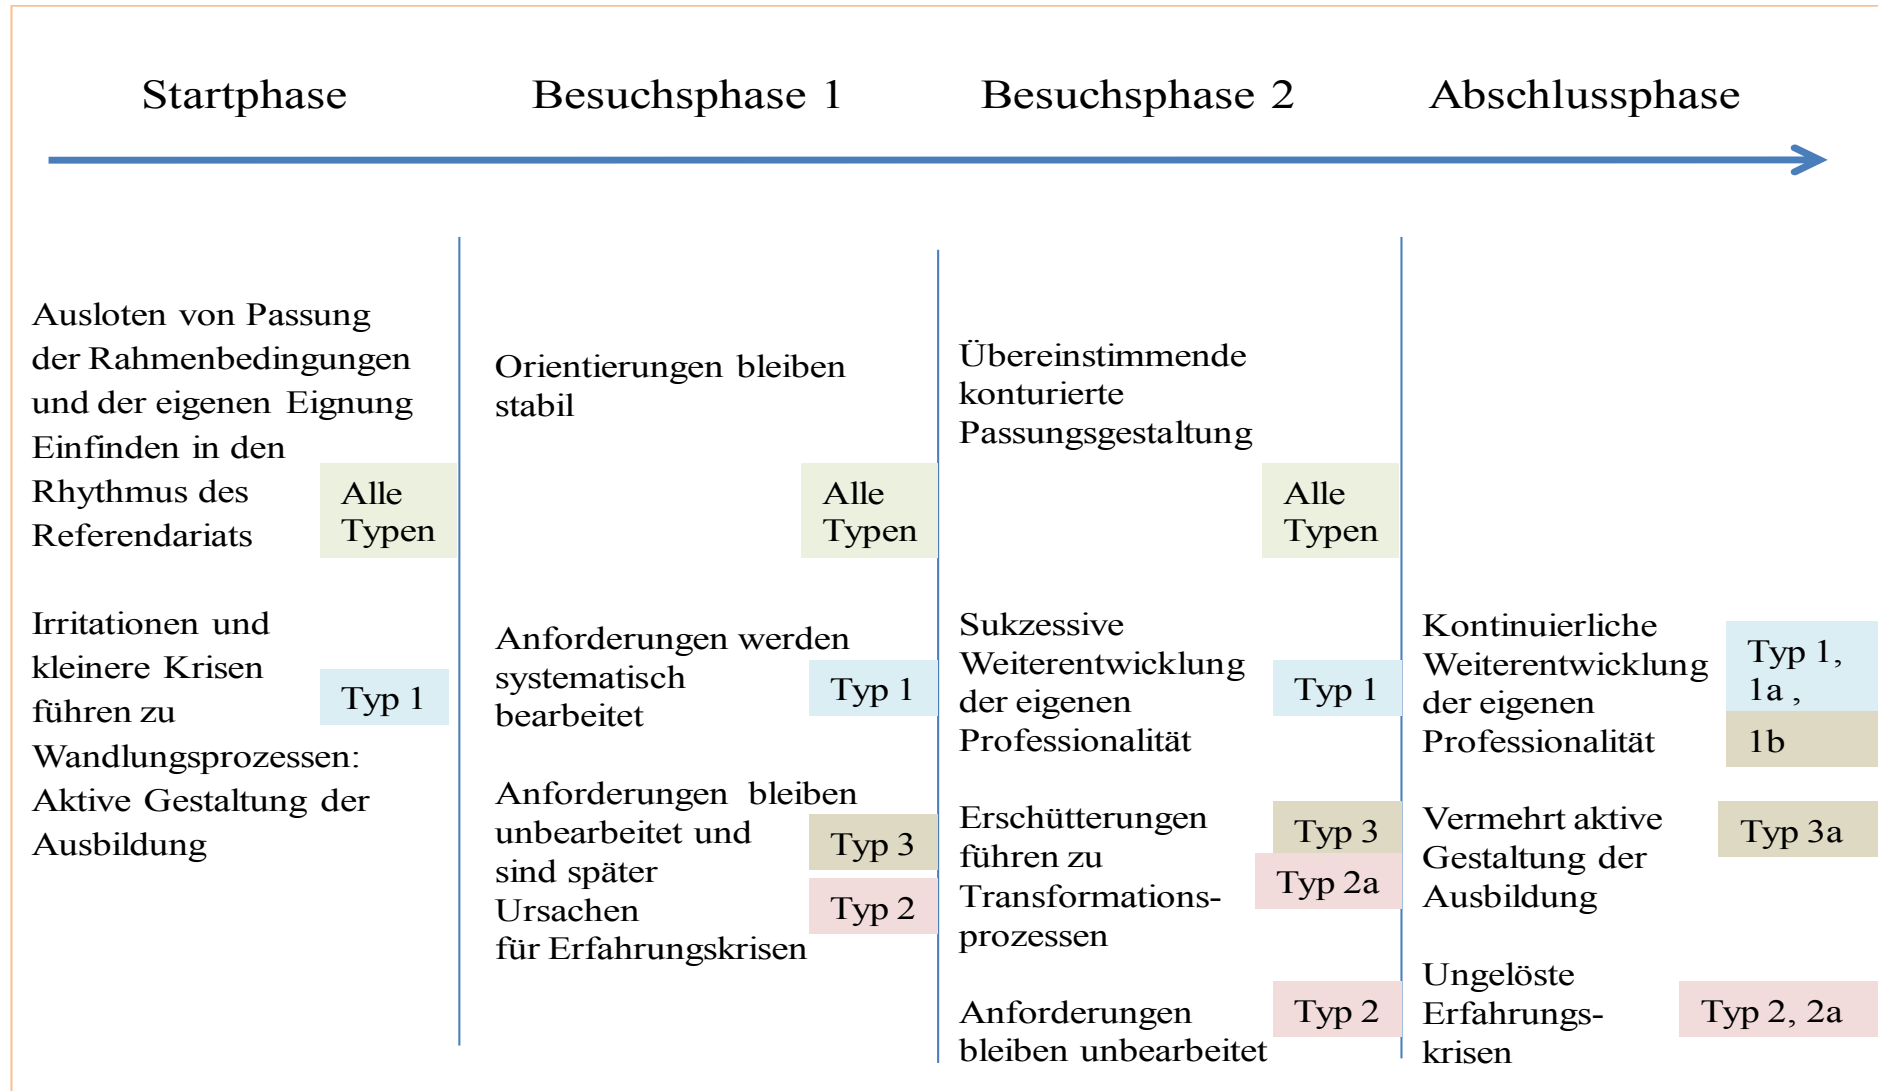 Startphase
Besuchsphase 1
Besuchsphase 2
Abschlussphase
Ausloten von Passung
der Rahmenbedingungen
und der eigenen Eignung
Einfinden in den
Rhythmus des
Referendariats
Alle
Typen
Irritationen und
kleinere Krisen
führen zu
Wandlungsprozessen:
Aktive Gestaltung der
Ausbildung
Typ 1
Orientierungen bleiben
stabil
Alle
Typen
Anforderungen werden
systematisch
bearbeitet
Typ 1
Anforderungen bleiben
unbearbeitet und
sind später
Ursachen
für Erfahrungskrisen
Typ 3
Typ 2
Übereinstimmende
konturierte
Passungsgestaltung
Alle
Typen
Sukzessive
Weiterentwicklung
der eigenen
Professionalität
Typ 1
Erschütterungen
führen zu
Transformations-
prozessen
Typ 3
Typ 2a
Anforderungen
bleiben unbearbeitet
Typ 2
Kontinuierliche
Weiterentwicklung
der eigenen
Professionalität
Typ 1,
1a ,
1b
Vermehrt aktive
Gestaltung der
Ausbildung
Typ 3a
Ungelöste
Erfahrungs-
krisen
Typ 2, 2a